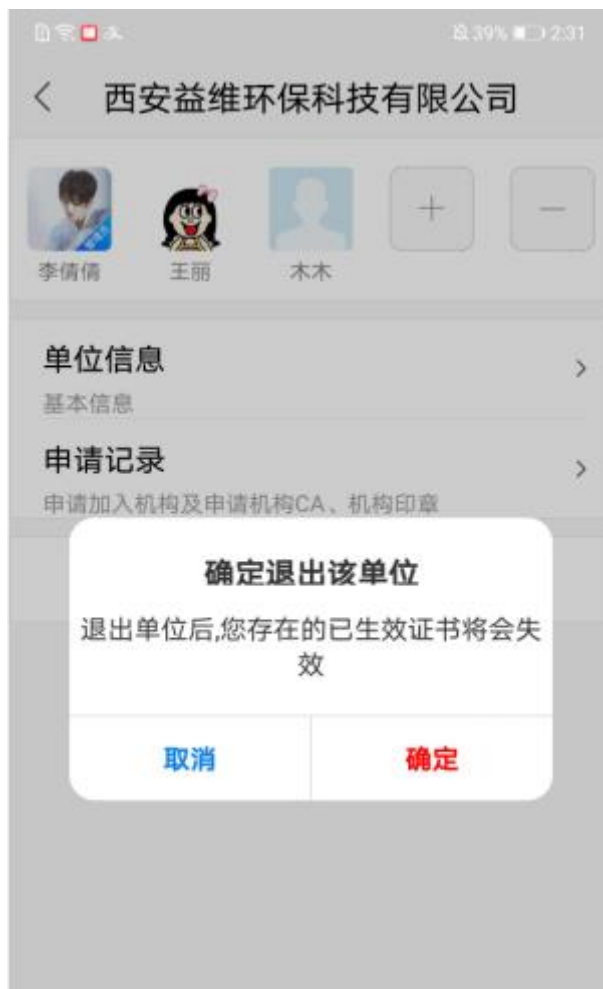 39% 2:31
西安益维环保科技有限公司
李倩倩 王丽 木木
单位信息
基本信息
申请记录
申请加入机构及申请机构CA、机构印章
确定退出该单位
退出单位后,您存在的已生效证书将会失
效
取消 确定